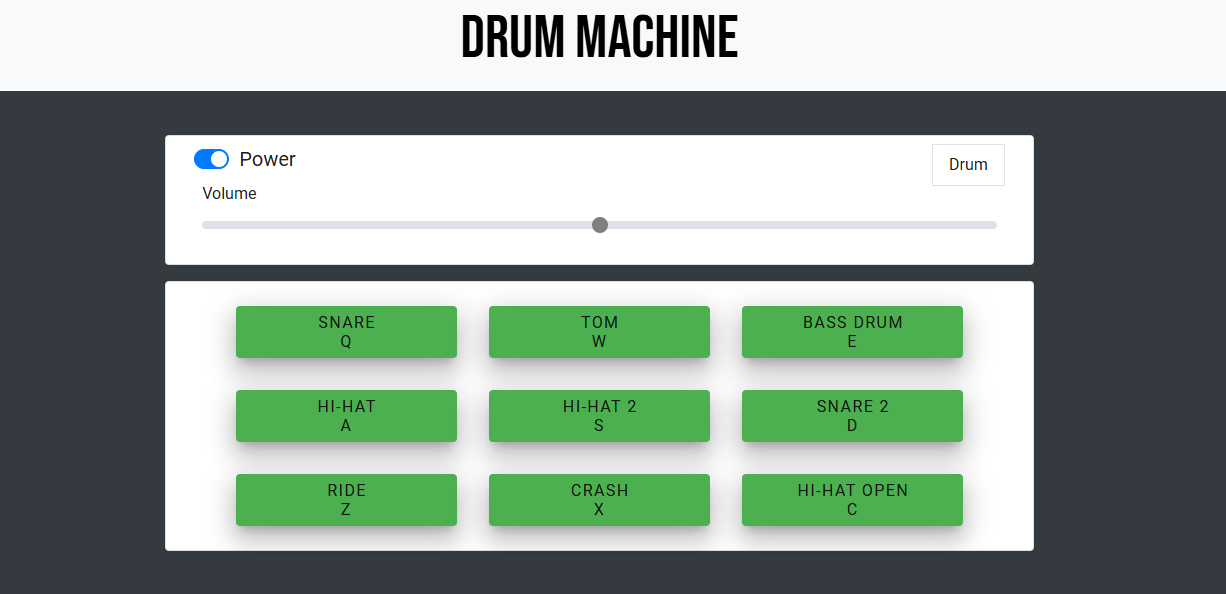 DRUM MACHINE
Power
Drum
Volume
SNARE
Q
TOM
W
BASS DRUM
E
HI-HAT
A
HI-HAT 2
S
SNARE 2
D
RIDE
Z
CRASH
X
HI-HAT OPEN
C